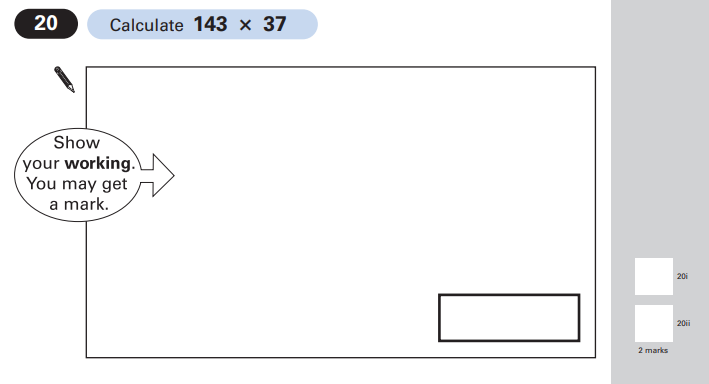 20 Calculate 143 × 37
Show
your working.
You may get
a mark.
20i
20ii
2 marks